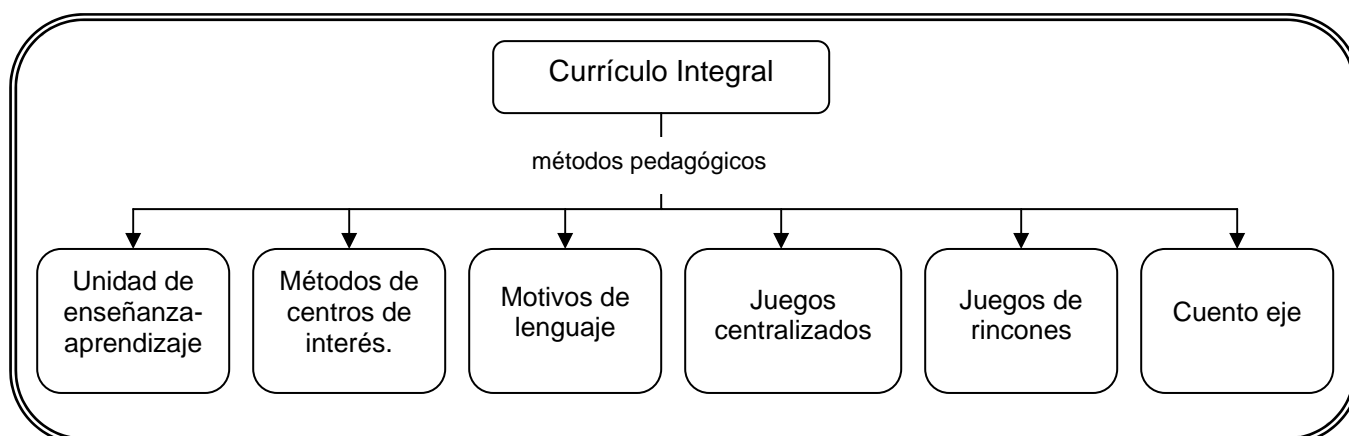 Currículo Integral
métodos pedagógicos
Unidad de
enseñanza-
aprendizaje
Métodos de
centros de
interés.
Motivos de
lenguaje
Juegos
centralizados
Juegos de
rincones
Cuento eje